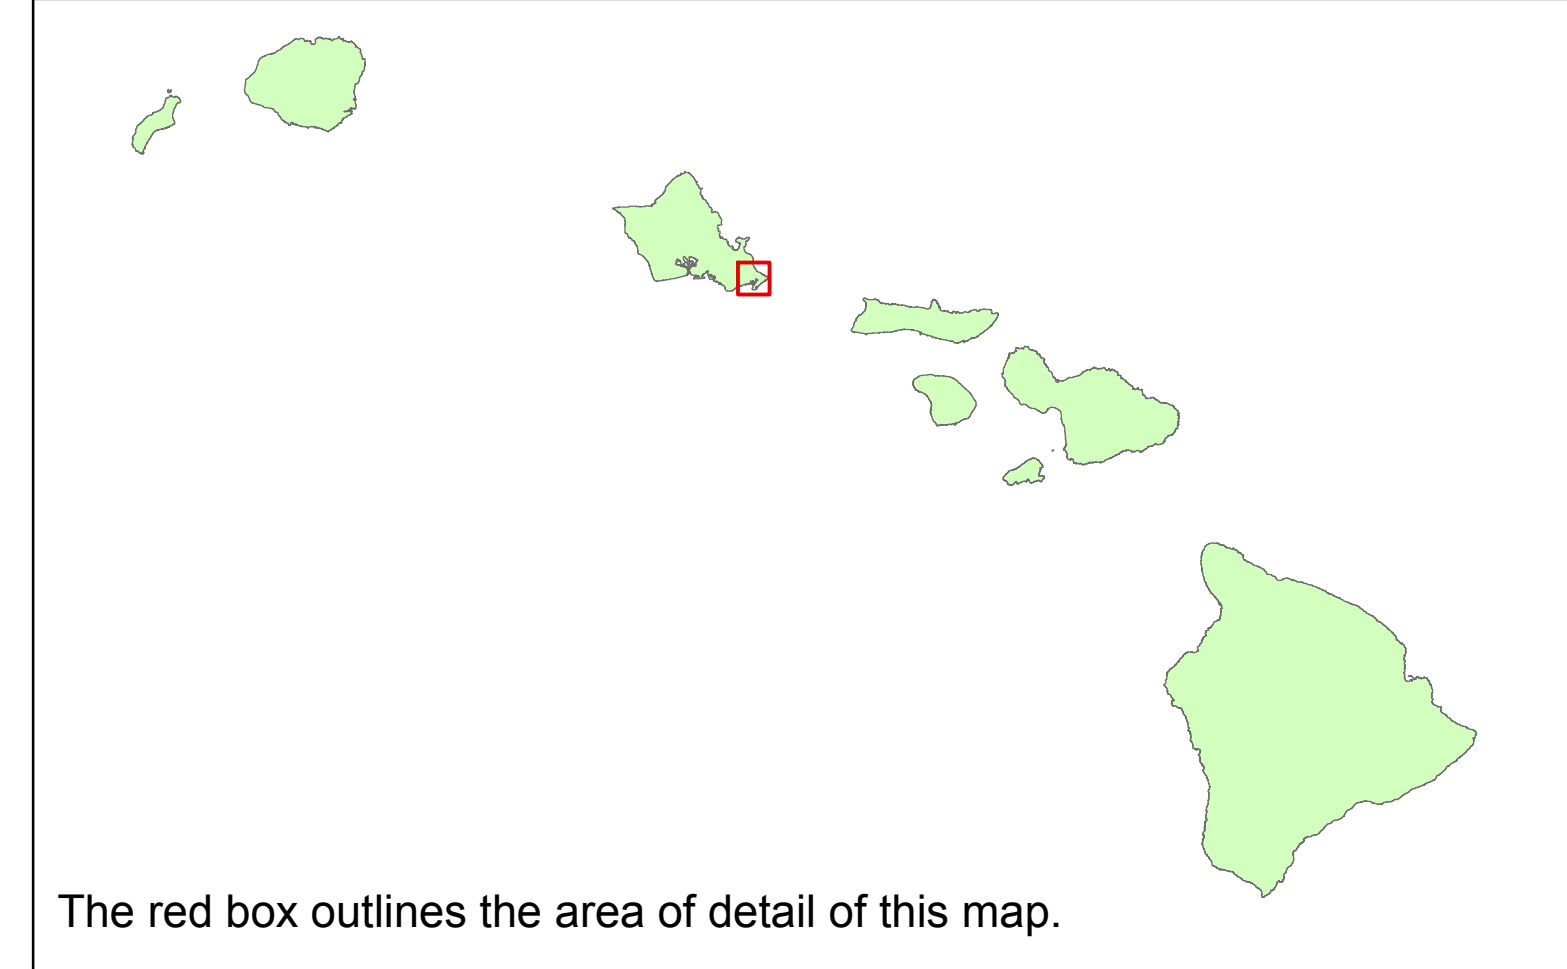 The red box outlines the area of detail of this map.